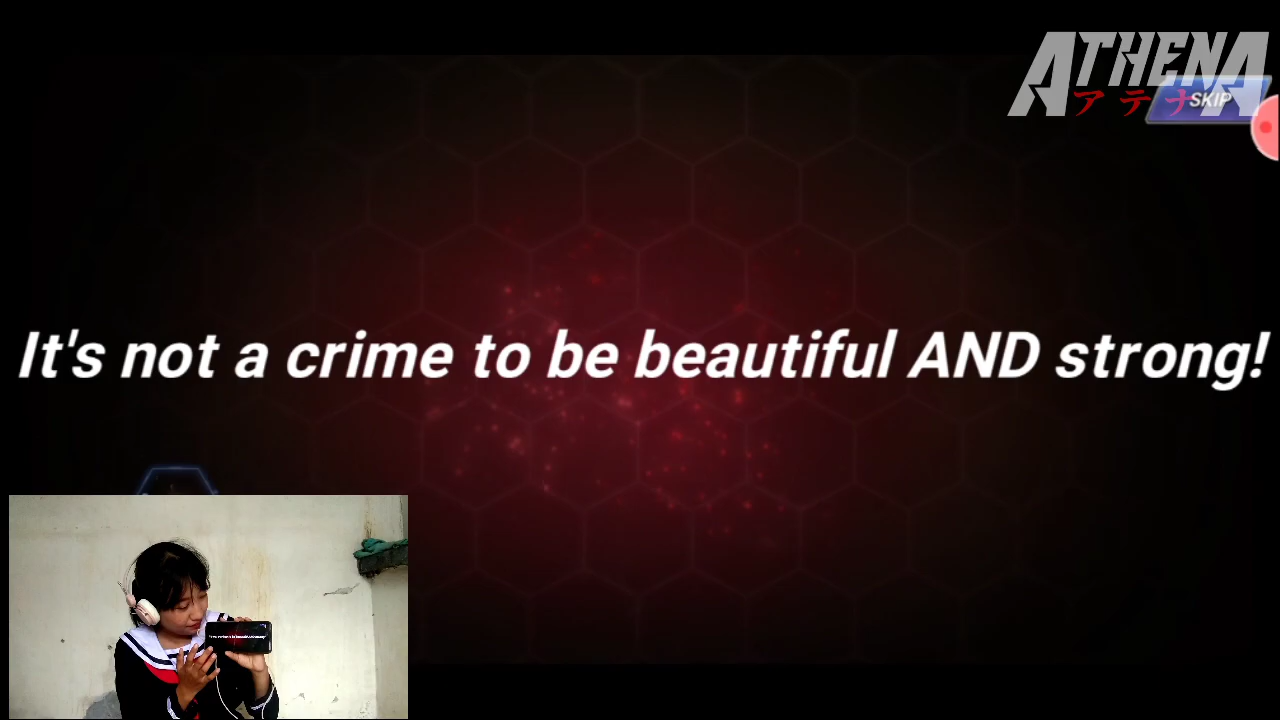 ATHENA
アテナ
SKIP
It's not a crime to be beautiful AND strong!